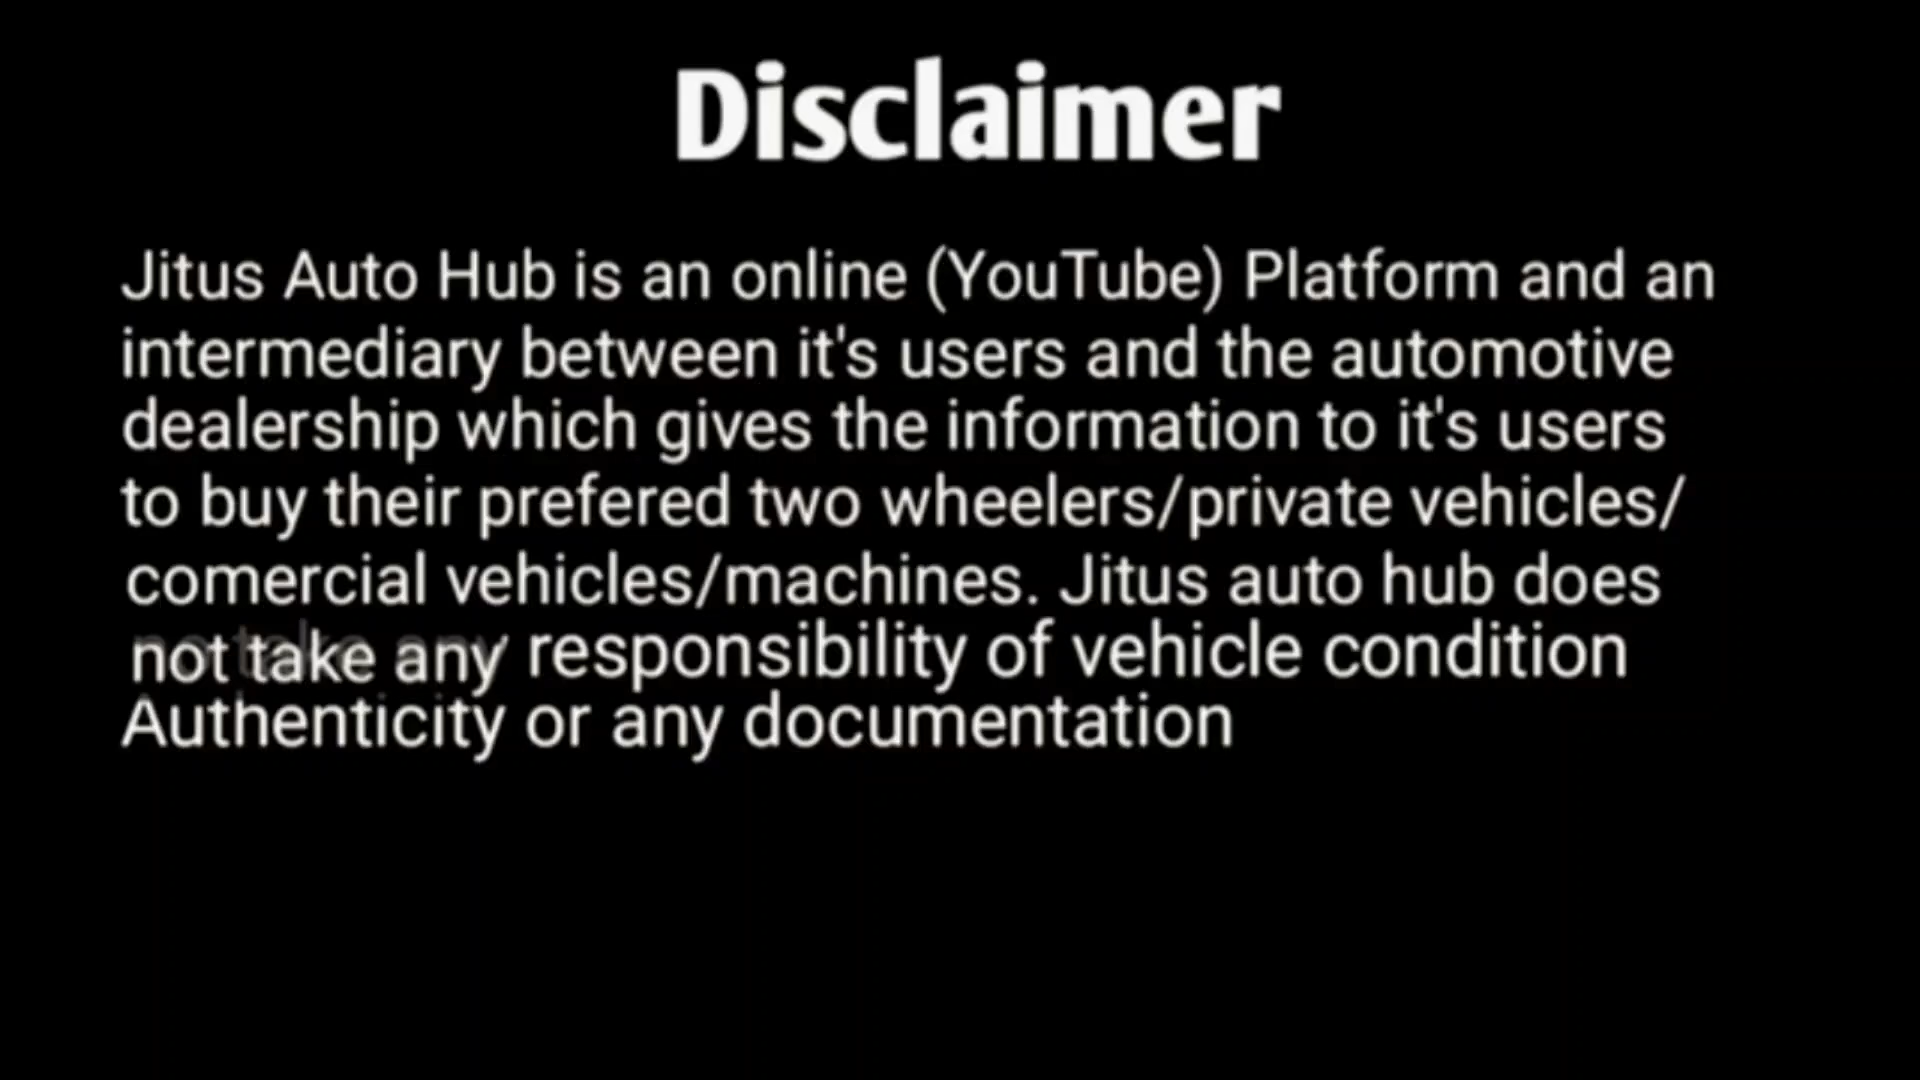 Disclaimer
Jitus Auto Hub is an online (YouTube) Platform and an
intermediary between it's users and the automotive
dealership which gives the information to it's users
to buy their prefered two wheelers/private vehicles/
comercial vehicles/machines. Jitus auto hub does
not take any responsibility of vehicle condition
Authenticity or any documentation